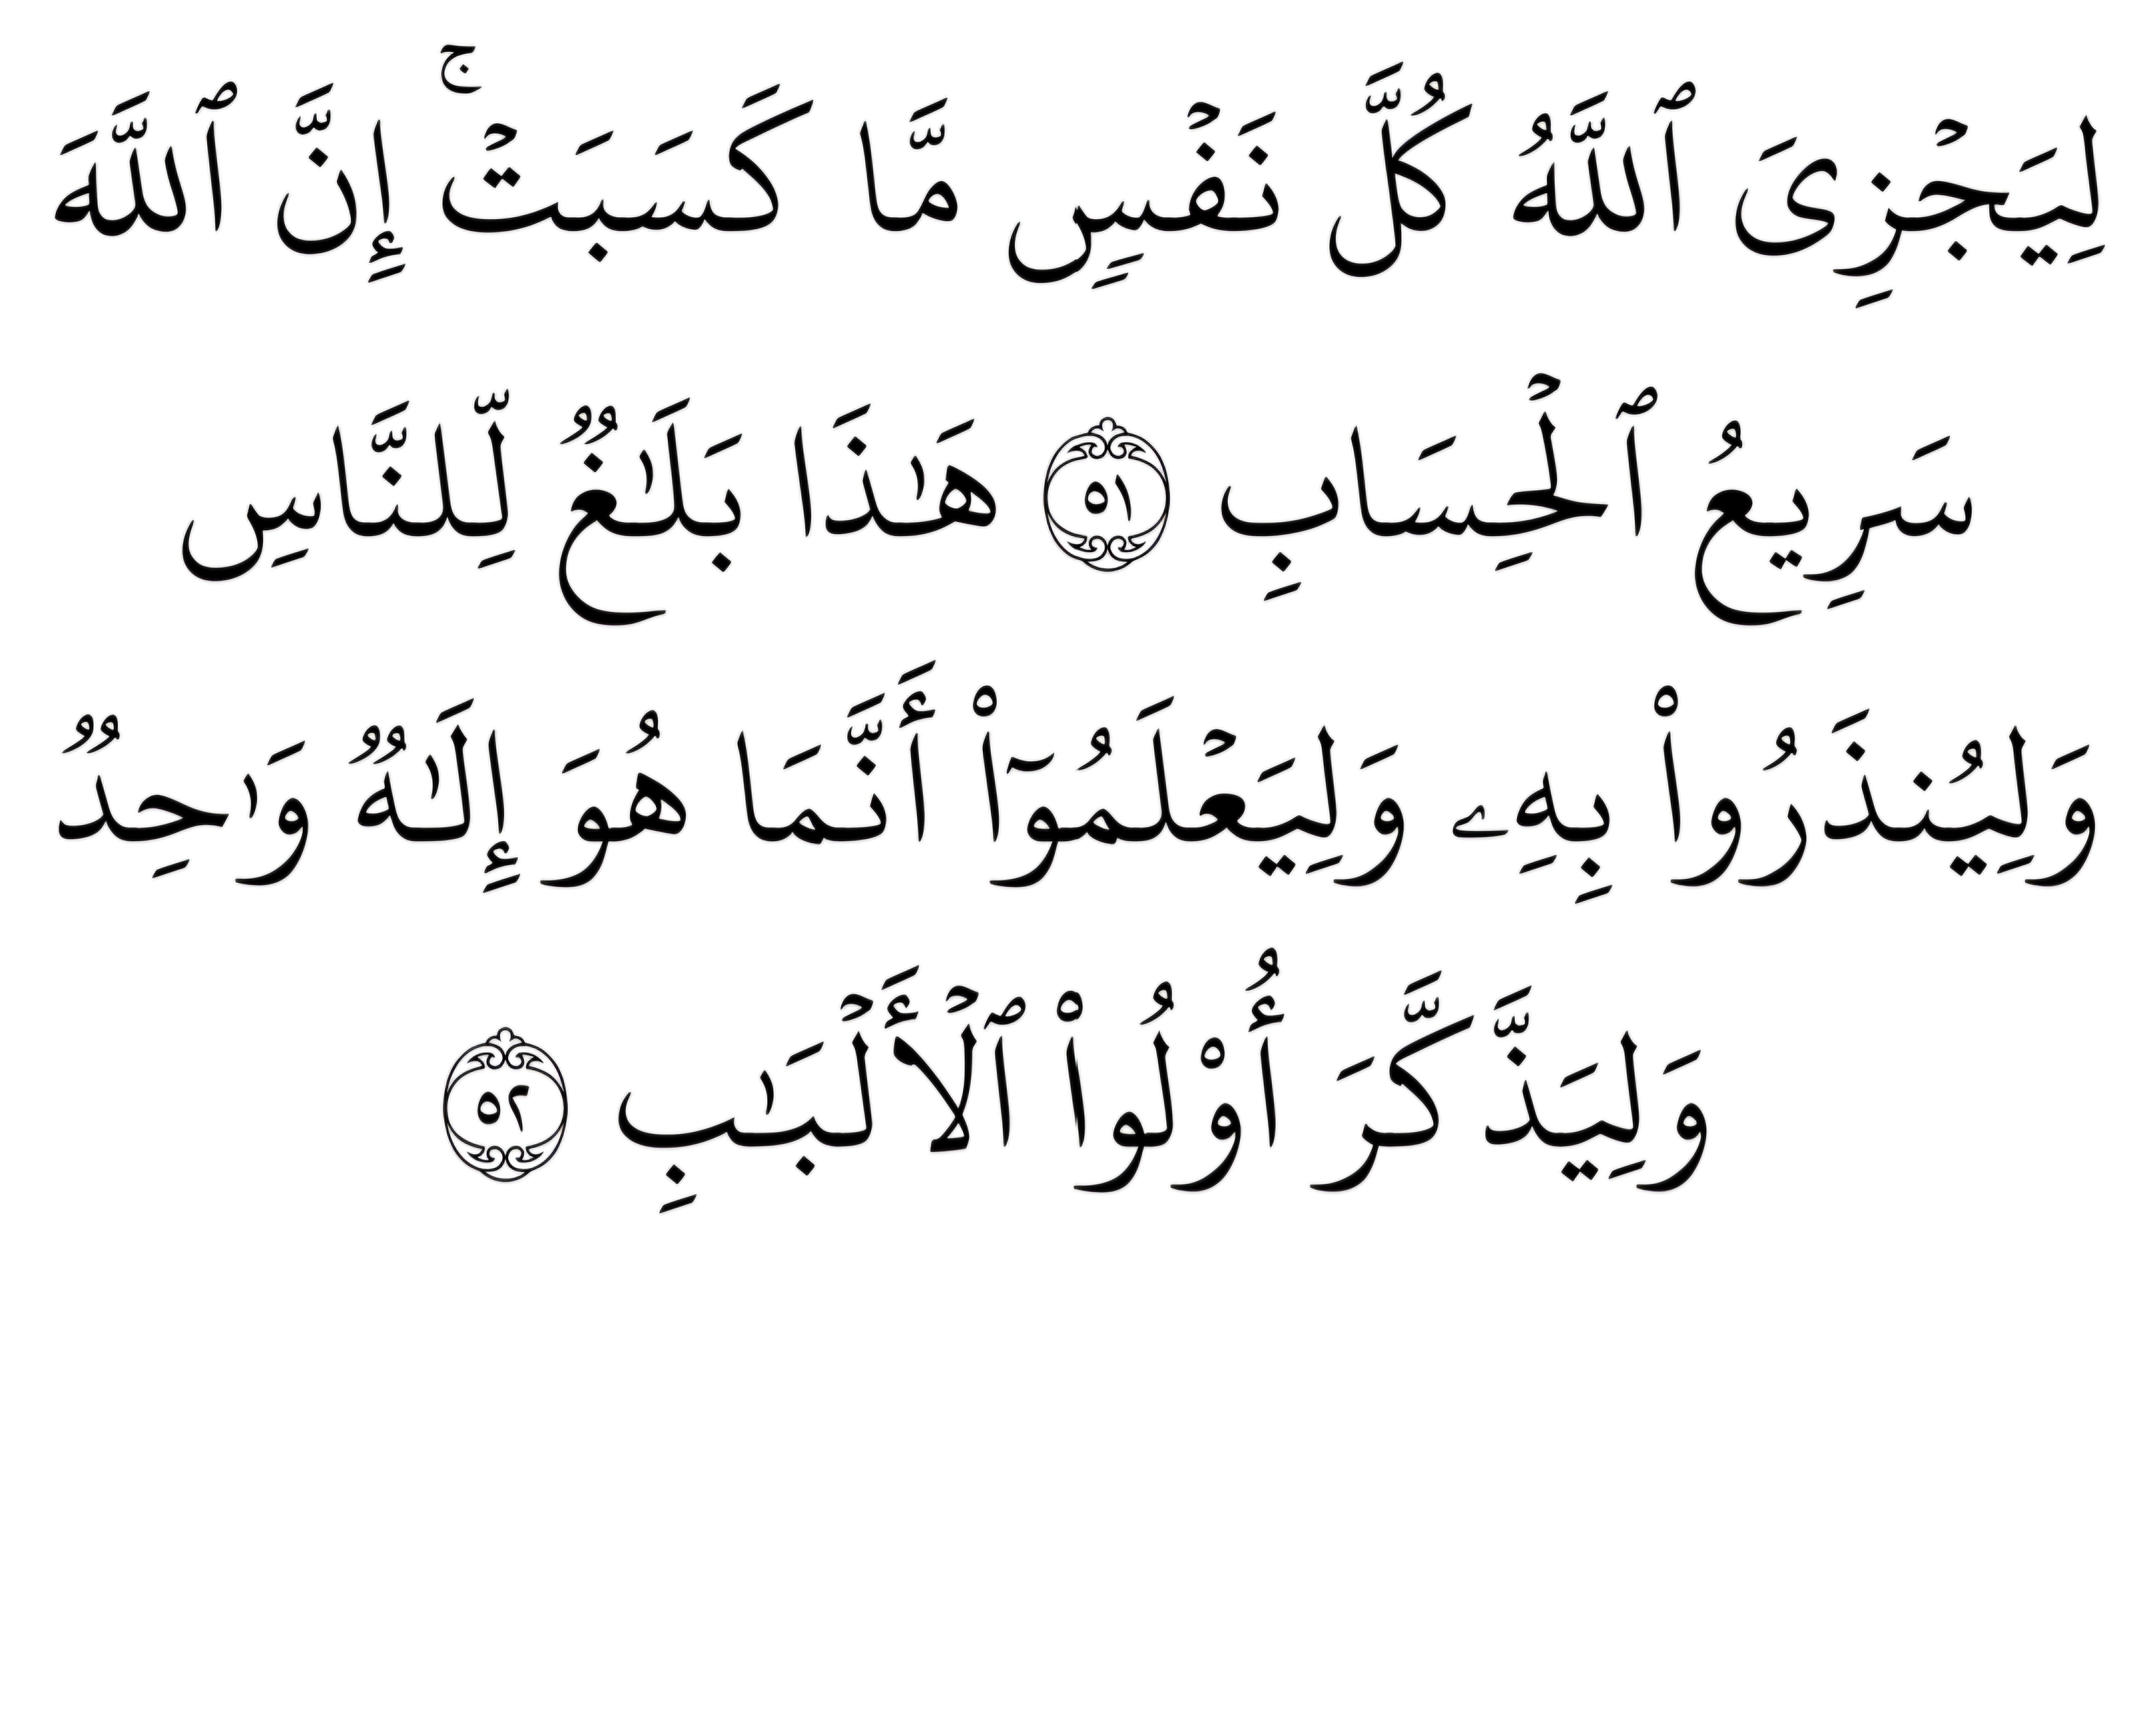 لِيَجْزِىَ ٱللَّهُ كُلَّ نَفْسٍ مَّا كَسَبَتْ ۚ إِنَّ ٱللَّهَ
سَرِيعُ ٱلْحِسَابِ ٥١ هَـٰذَا بَلَـٰغٌ لِّلنَّاسِ
وَلِيُنذَرُوا۟ بِهِۦ وَلِيَعْلَمُوٓا۟ أَنَّمَا هُوَ إِلَـٰهٌ وَٰحِدٌ
وَلِيَذَّكَّرَ أُو۟لُوا۟ ٱلْأَلْبَـٰبِ ٥٢